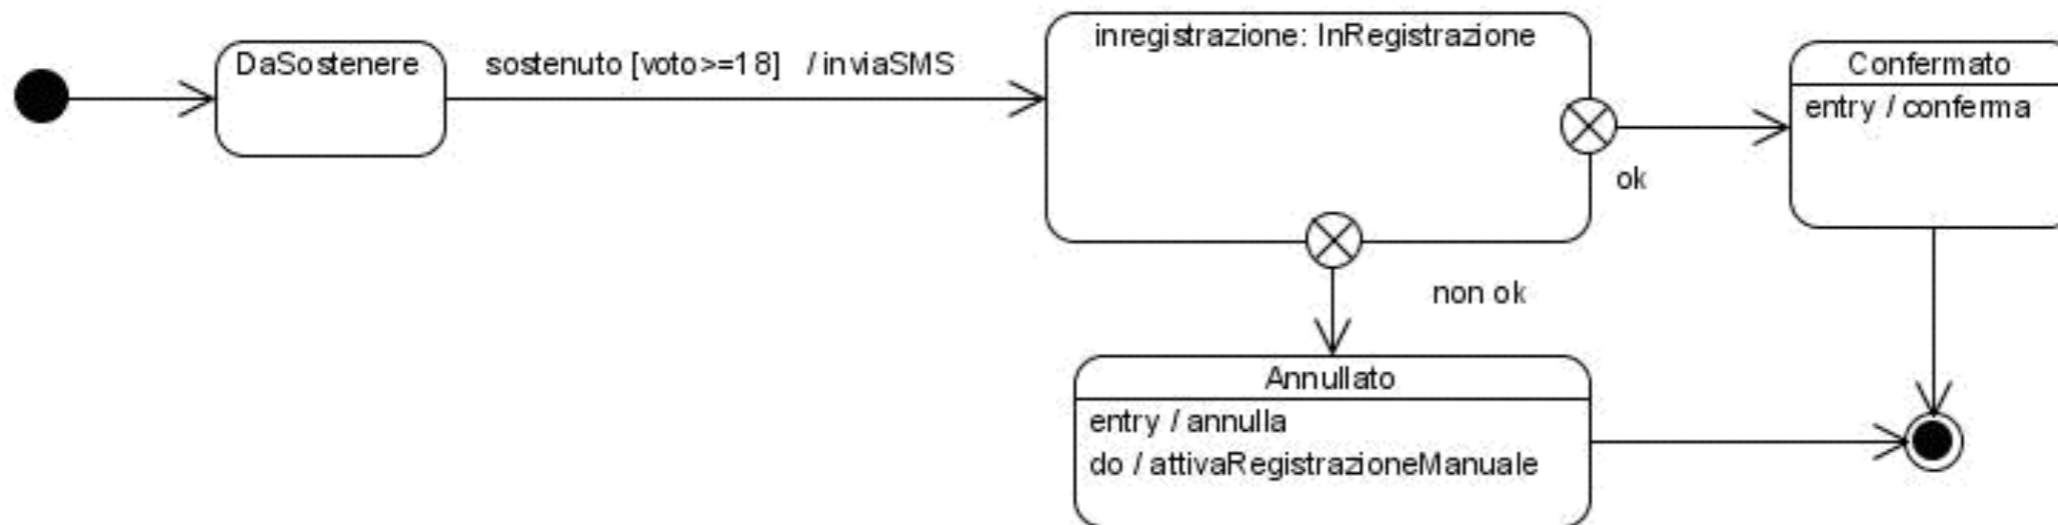 DaSostenere
sostenuto [voto>=18] / inviaSMS
inregistrazione: InRegistrazione
ok
non ok
Confermato
entry / conferma
Annullato
entry / annulla
do / attivaRegistrazioneManuale